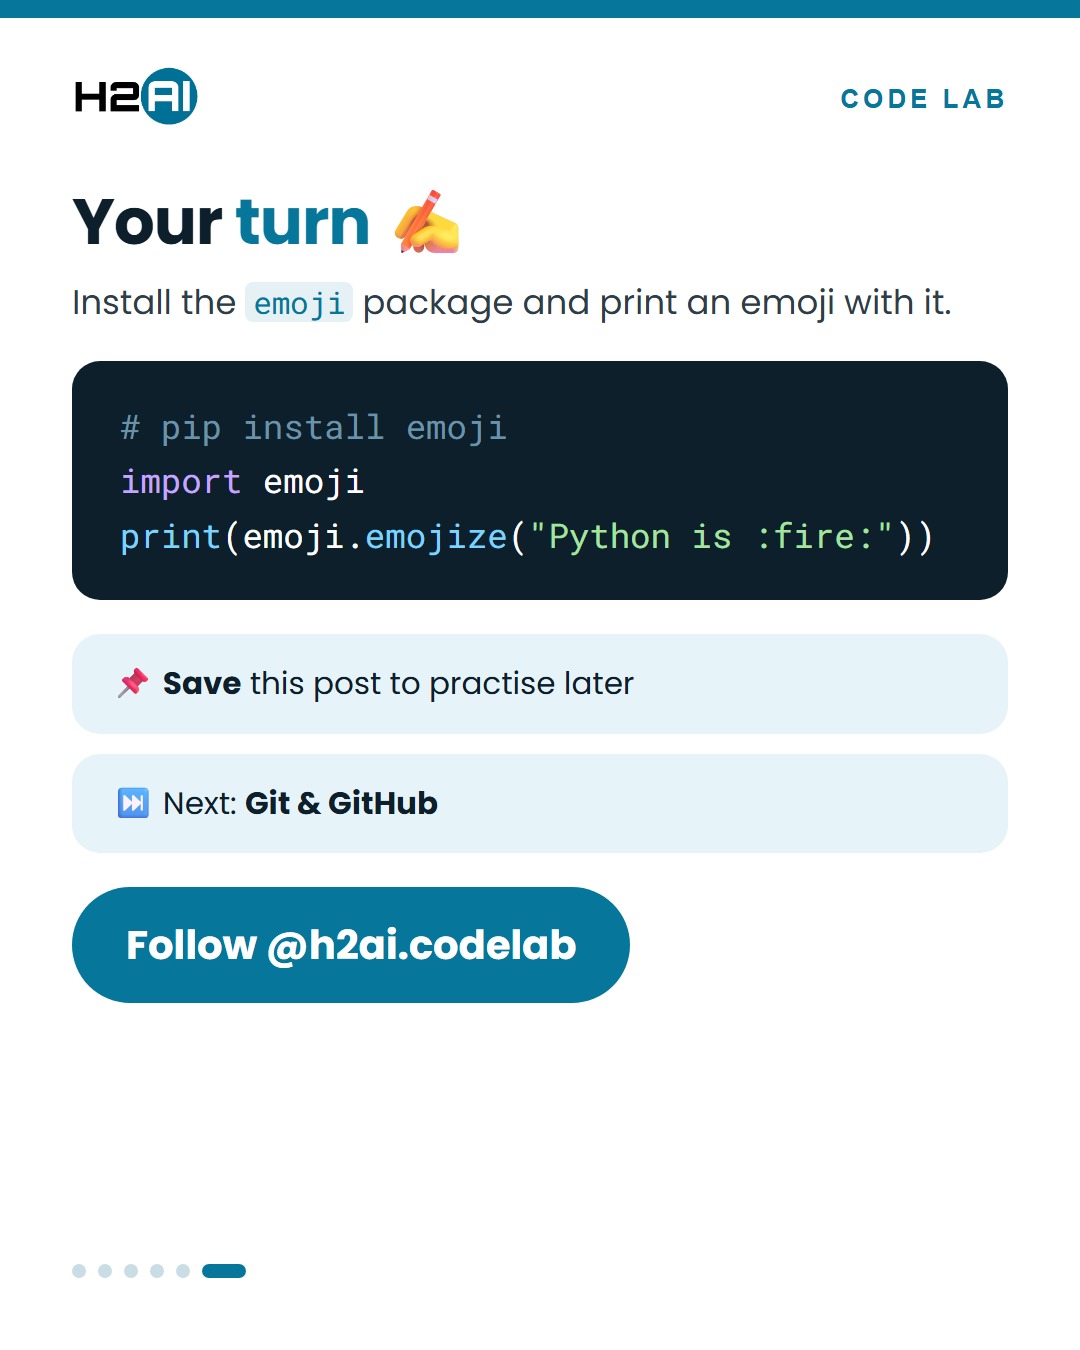 H2AI
CODE LAB
Your turn ✍️
Install the emoji package and print an emoji with it.
# pip install emoji
import emoji
print(emoji.emojize("Python is :fire:"))
📌 Save this post to practise later
⏭️ Next: Git & GitHub
Follow @h2ai.codelab